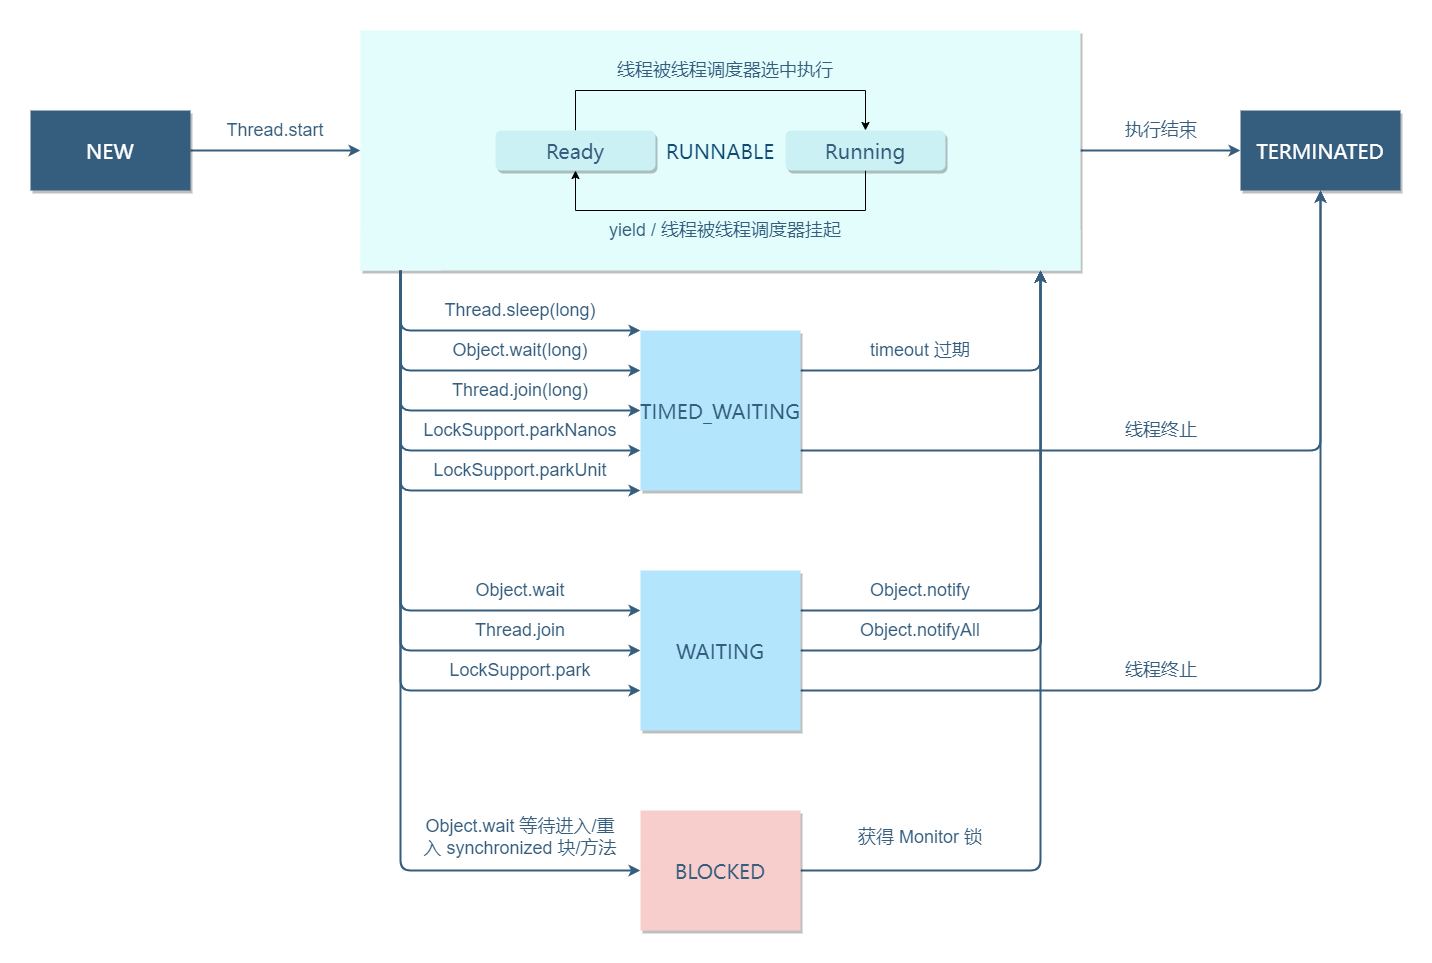 线程被线程调度器选中执行
NEW
Thread.start
Ready
RUNNABLE
Running
执行结束
TERMINATED
yield / 线程被线程调度器挂起
Thread.sleep(long)
Object.wait(long)
Thread.join(long)
LockSupport.parkNanos
LockSupport.parkUnit
TIMED_WAITING
timeout 过期
线程终止
Object.wait
Thread.join
LockSupport.park
WAITING
Object.notify
Object.notifyAll
线程终止
Object.wait 等待进入/重
入 synchronized 块/方法
BLOCKED
获得 Monitor 锁